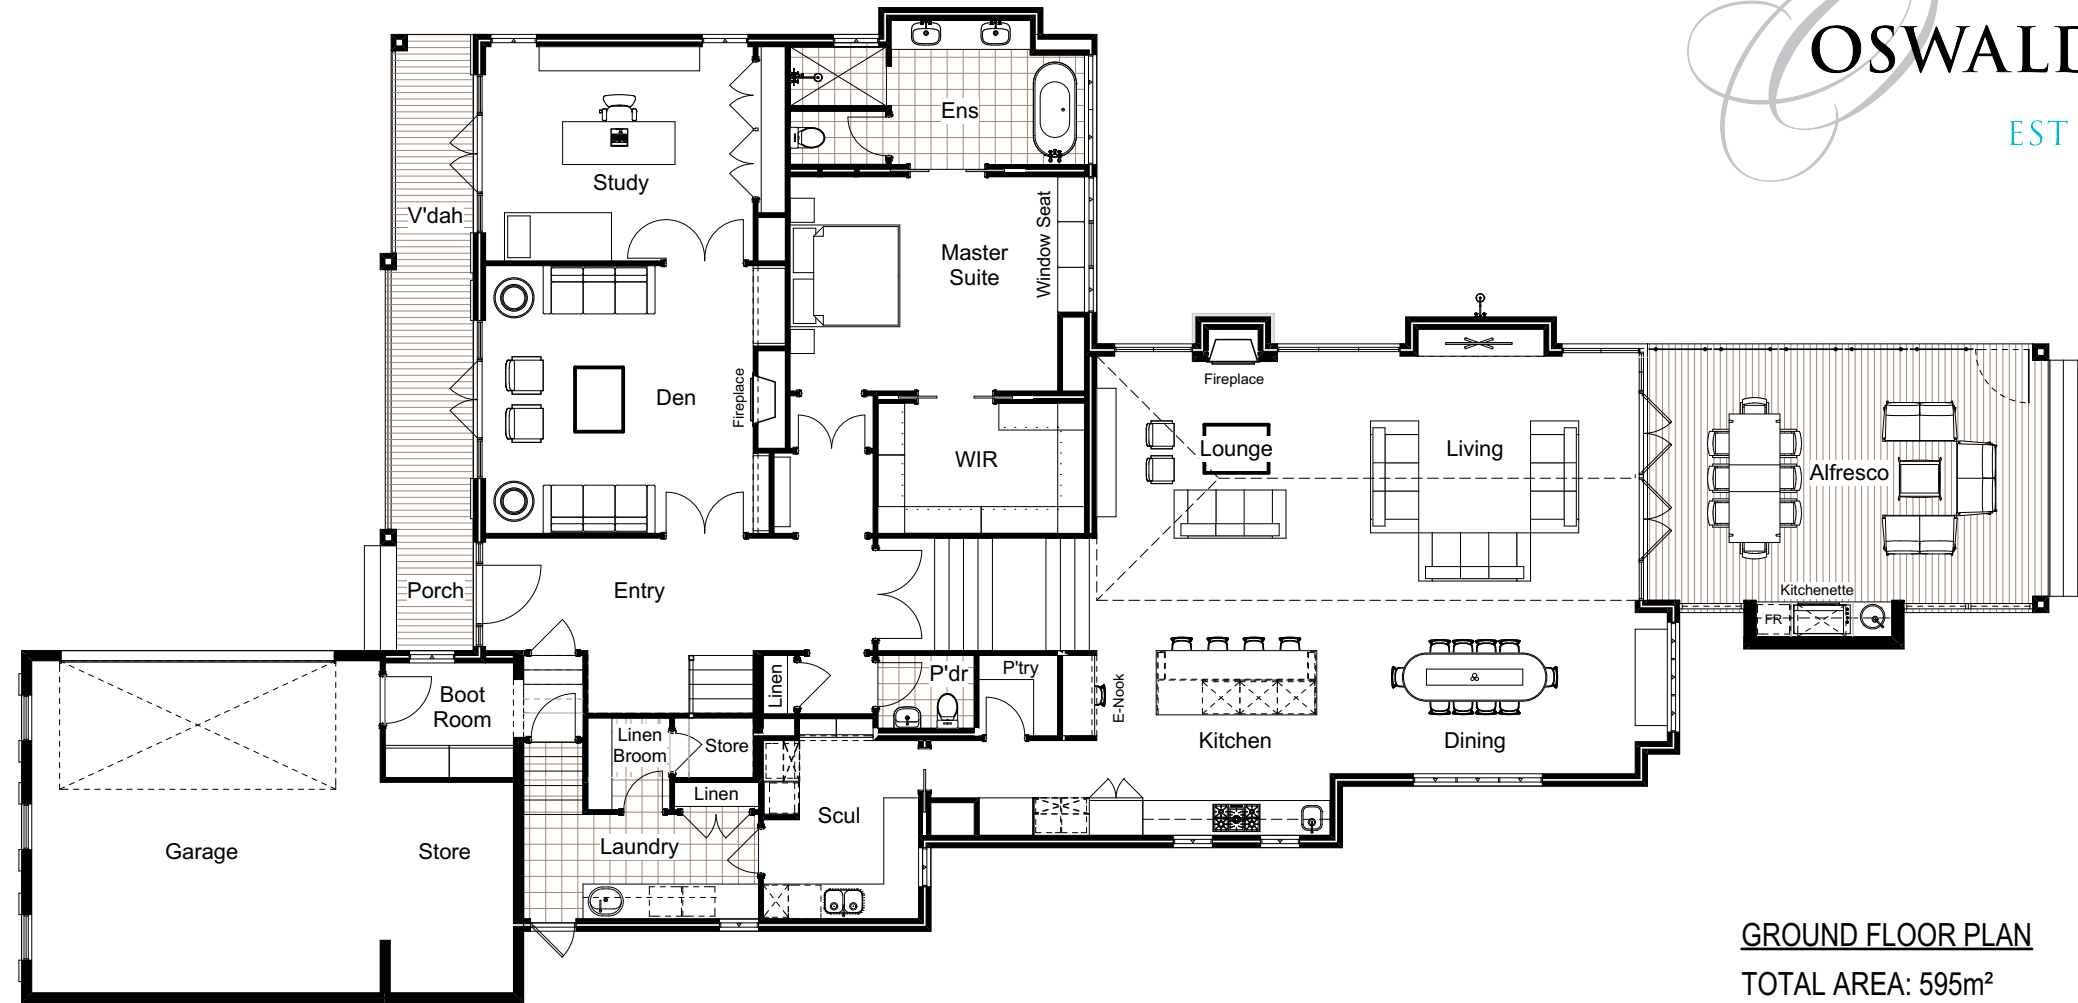 OSWALD
EST
Ens
Study
V'dah
Master
Suite
Window Seat
Den
Fireplace
Fireplace
WIR
Lounge
Living
Alfresco
Kitchenette
FR
Porch
Entry
Boot
Room
Linen
P'dr
P'try
E-Nook
Kitchen
Dining
Linen
Broom
Store
Linen
Scul
Laundry
Garage
Store
GROUND FLOOR PLAN
TOTAL AREA: 595m²